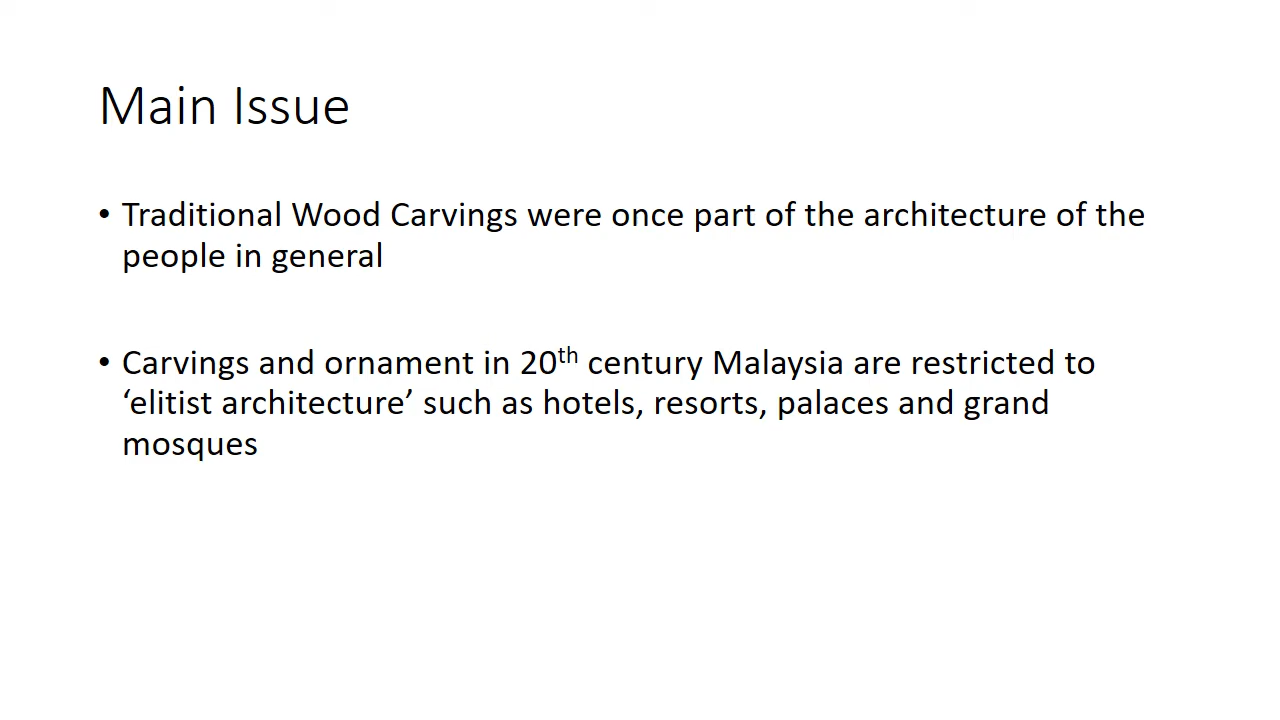 Main Issue
• Traditional Wood Carvings were once part of the architecture of the
people in general
• Carvings and ornament in 20th century Malaysia are restricted to
‘elitist architecture’ such as hotels, resorts, palaces and grand
mosques